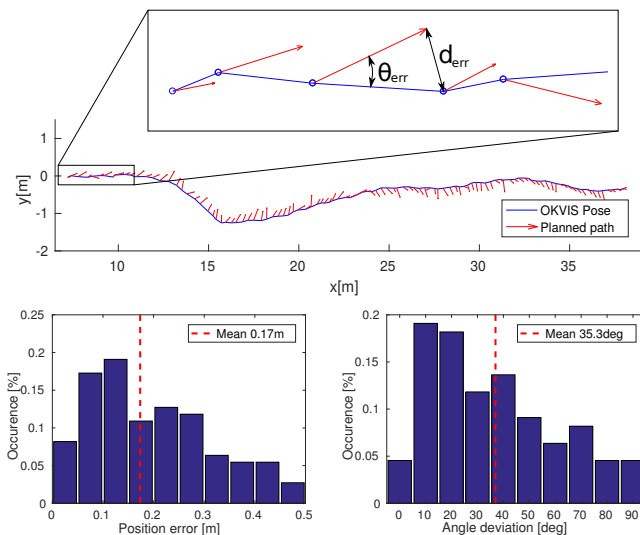 θerr
derr
1
0
-1
-2
y[m]
10
15
20
25
30
35
x[m]
OKVIS Pose
Planned path
0.25
0.2
0.15
0.1
0.05
0
Occurence [%]
Mean 0.17m
0
0.1
0.2
0.3
0.4
0.5
Position error [m]
0.2
0.15
0.1
0.05
0
Occurence [%]
Mean 35.3deg
0 10 20 30 40 50 60 70 80 90
Angle deviation [deg]